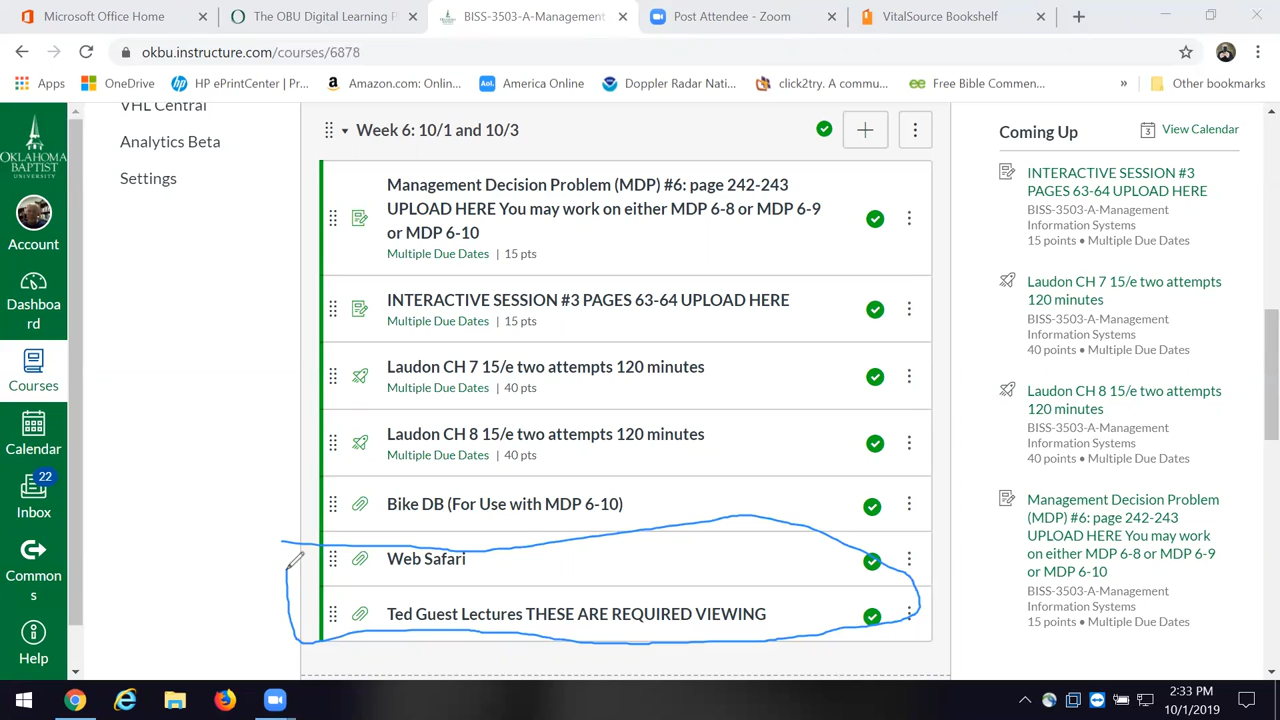 Microsoft Office Home
The OBU Digital Learning P
BISS-3503-A-Management
Post Attendee - Zoom
VitalSource Bookshelf
okbu.instructure.com/courses/6878
Apps
OneDrive
HP ePrintCenter | Pr...
Amazon.com: Onlin...
Aol.
America Online
Doppler Radar Nati...
click2try. A commu...
Free Bible Commen...
»
Other bookmarks
OKLAHOMA
BAPTIST
UNIVERSITY
Account
Dashboa
rd
Courses
Calendar
22
Inbox
Common
s
Help
VHL Central
Analytics Beta
Settings
Week 6: 10/1 and 10/3
Management Decision Problem (MDP) #6: page 242-243
UPLOAD HERE You may work on either MDP 6-8 or MDP 6-9
or MDP 6-10
Multiple Due Dates | 15 pts
INTERACTIVE SESSION #3 PAGES 63-64 UPLOAD HERE
Multiple Due Dates | 15 pts
Laudon CH 7 15/e two attempts 120 minutes
Multiple Due Dates | 40 pts
Laudon CH 8 15/e two attempts 120 minutes
Multiple Due Dates | 40 pts
Bike DB (For Use with MDP 6-10)
Web Safari
Ted Guest Lectures THESE ARE REQUIRED VIEWING
Coming Up
3
View Calendar
INTERACTIVE SESSION #3
PAGES 63-64 UPLOAD HERE
BISS-3503-A-Management
Information Systems
15 points • Multiple Due Dates
Laudon CH 7 15/e two attempts
120 minutes
BISS-3503-A-Management
Information Systems
40 points • Multiple Due Dates
Laudon CH 8 15/e two attempts
120 minutes
BISS-3503-A-Management
Information Systems
40 points • Multiple Due Dates
Management Decision Problem
(MDP) #6: page 242-243
UPLOAD HERE You may work
on either MDP 6-8 or MDP 6-9
or MDP 6-10
BISS-3503-A-Management
Information Systems
15 points • Multiple Due Dates
2:33 PM
10/1/2019